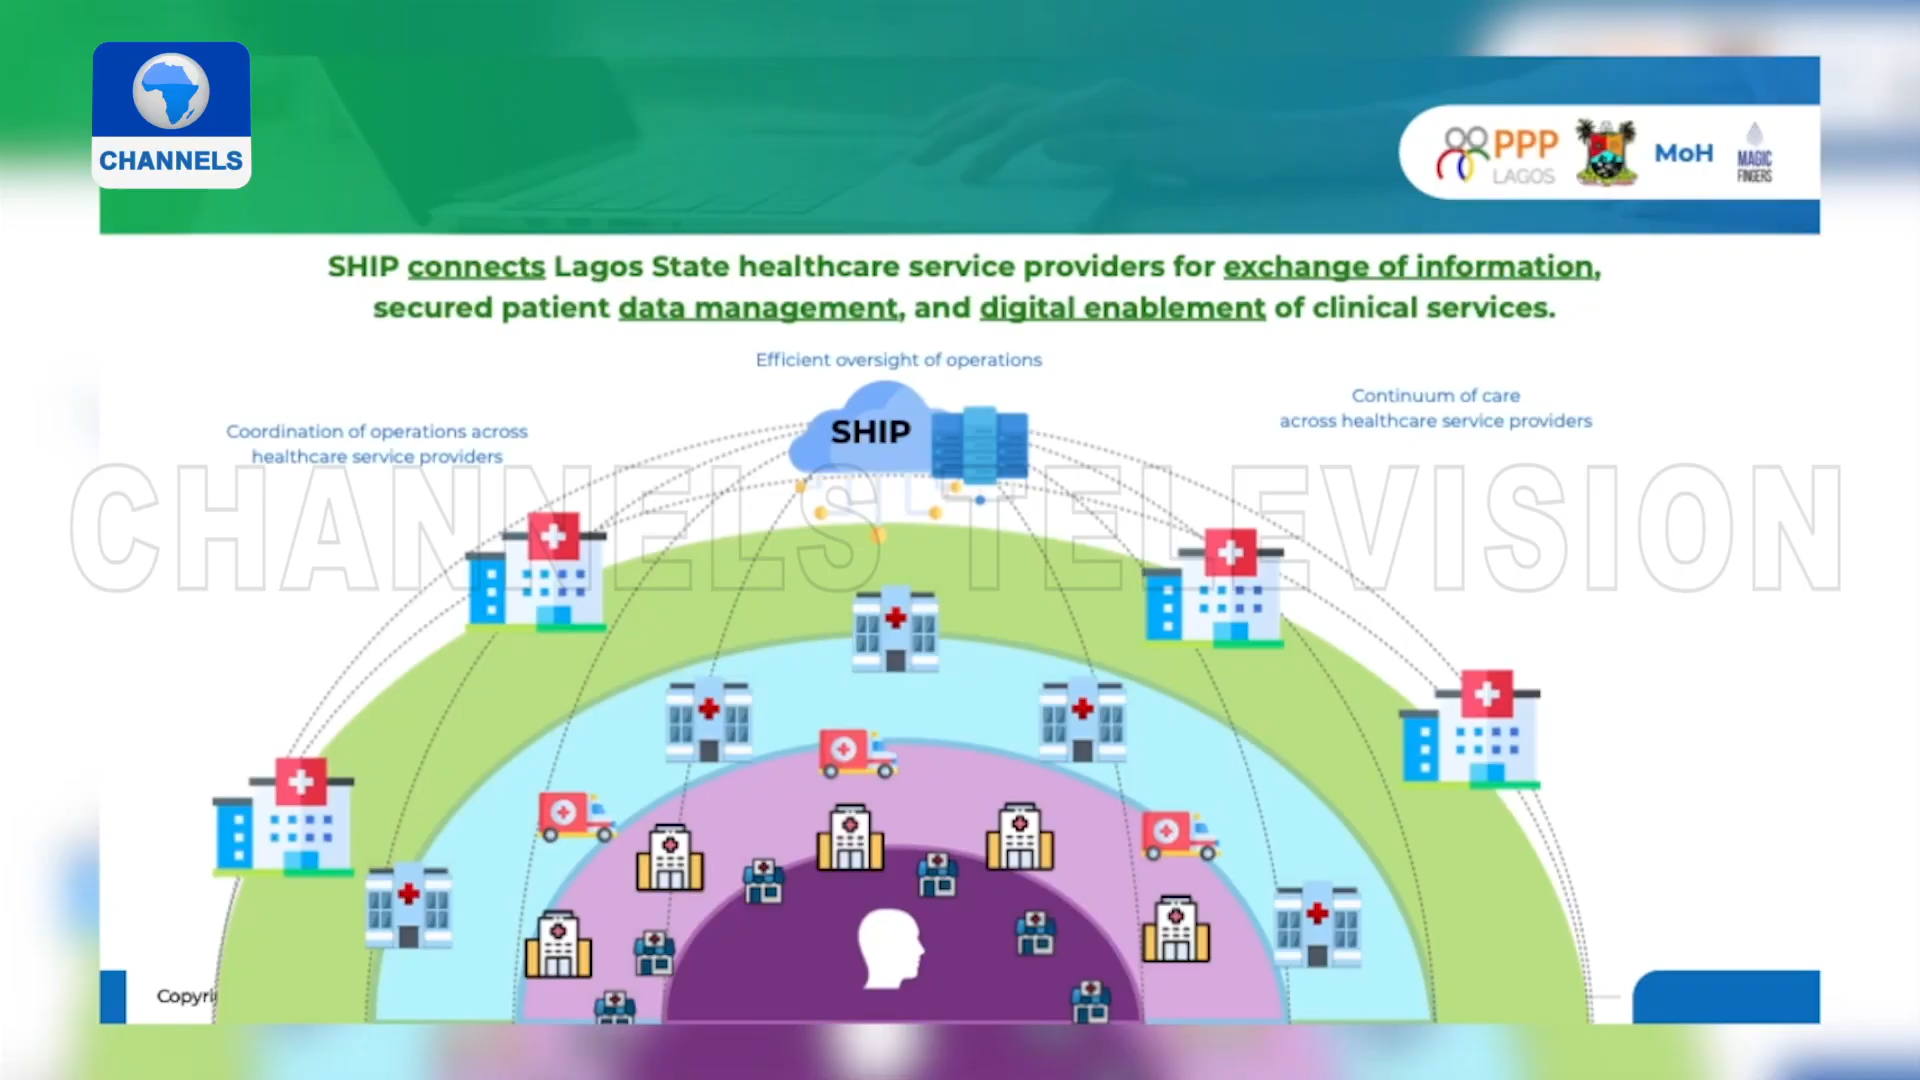 CHANNELS
PPP
LAGOS
MoH
MAGIC
FINGERS
SHIP connects Lagos State healthcare service providers for exchange of information,
secured patient data management, and digital enablement of clinical services.
Efficient oversight of operations
Continuum of care
across healthcare service providers
Coordination of operations across
healthcare service providers
SHIP
CHANNELS TELEVISION